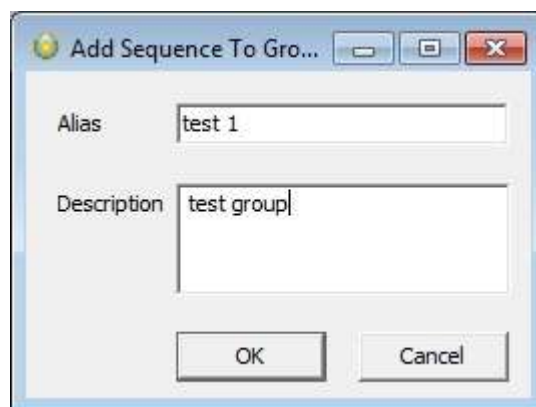 Add Sequence To Gro...
Alias test 1
Description test group
OK Cancel